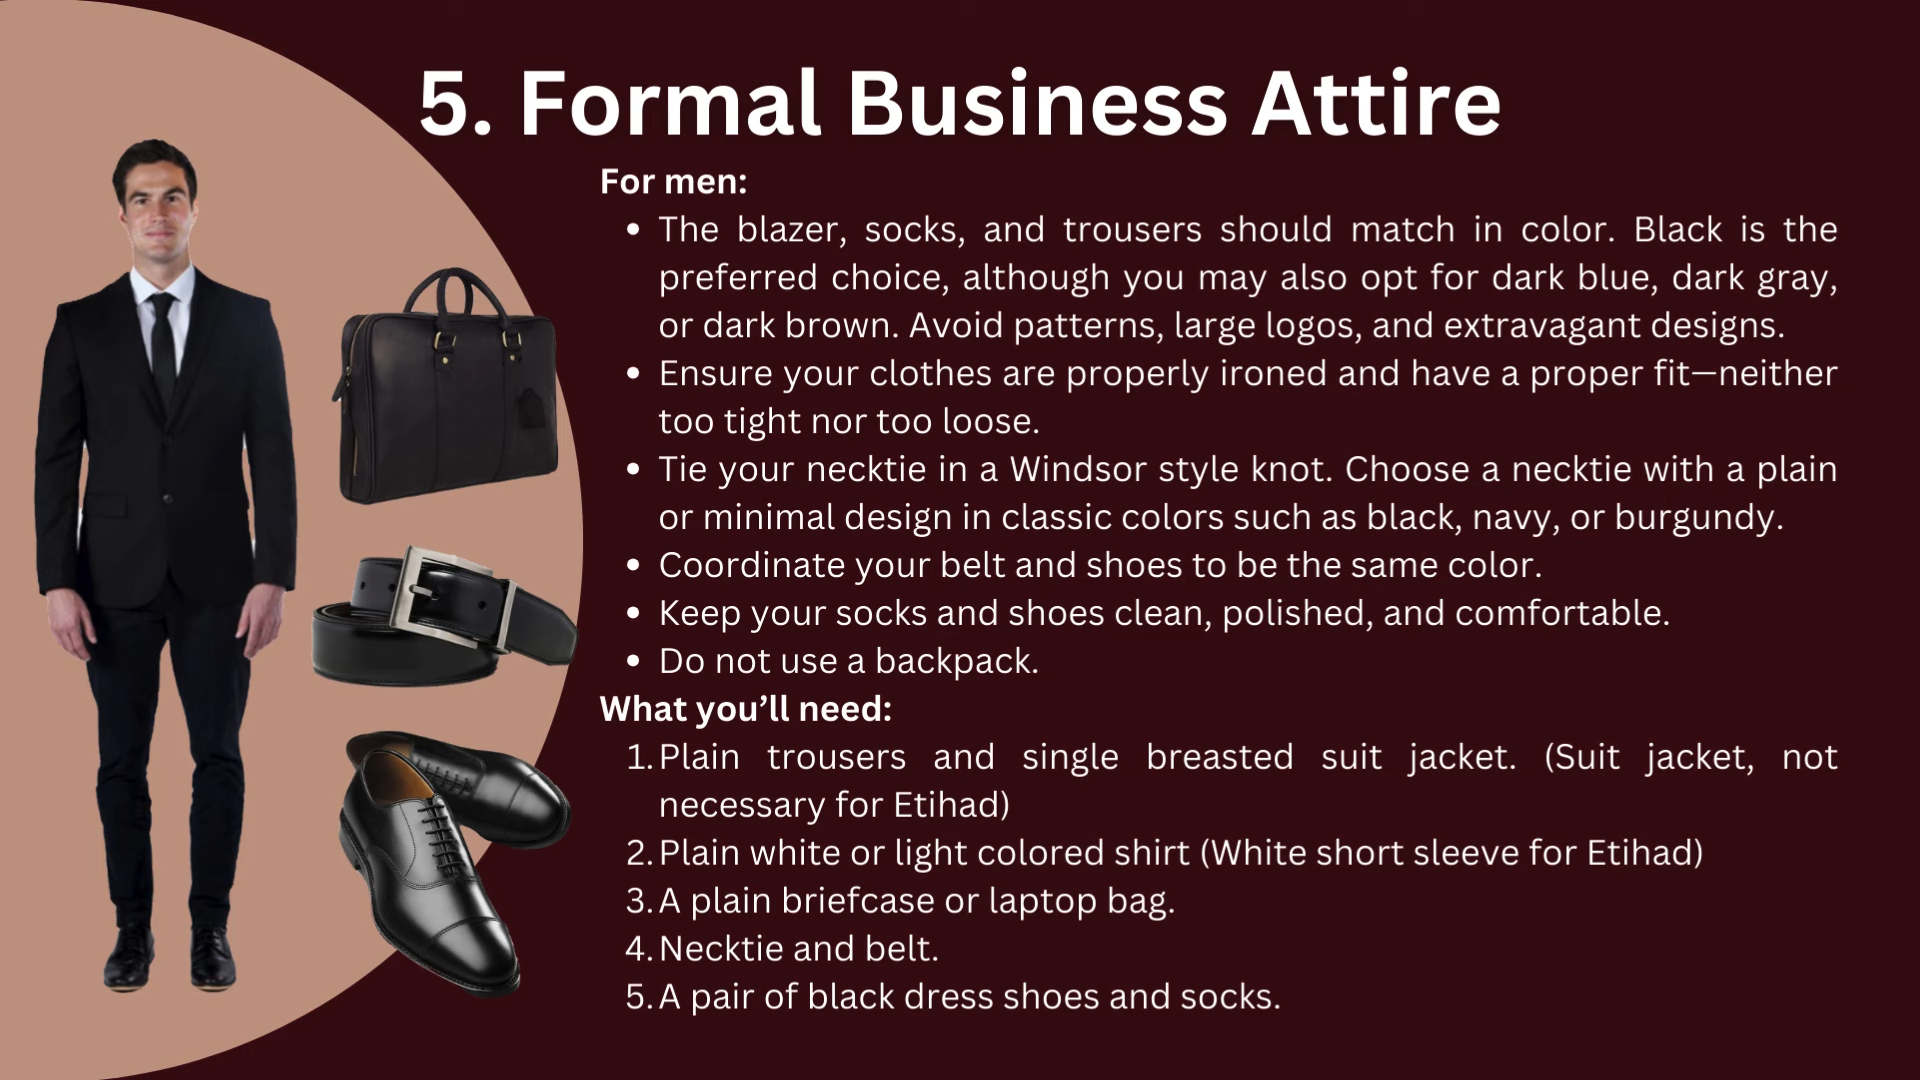 5. Formal Business Attire
For men:
• The blazer, socks, and trousers should match in color. Black is the
preferred choice, although you may also opt for dark blue, dark gray,
or dark brown. Avoid patterns, large logos, and extravagant designs.
• Ensure your clothes are properly ironed and have a proper fit—neither
too tight nor too loose.
• Tie your necktie in a Windsor style knot. Choose a necktie with a plain
or minimal design in classic colors such as black, navy, or burgundy.
• Coordinate your belt and shoes to be the same color.
• Keep your socks and shoes clean, polished, and comfortable.
• Do not use a backpack.
What you’ll need:
1. Plain trousers and single breasted suit jacket. (Suit jacket, not
necessary for Etihad)
2. Plain white or light colored shirt (White short sleeve for Etihad)
3. A plain briefcase or laptop bag.
4. Necktie and belt.
5. A pair of black dress shoes and socks.